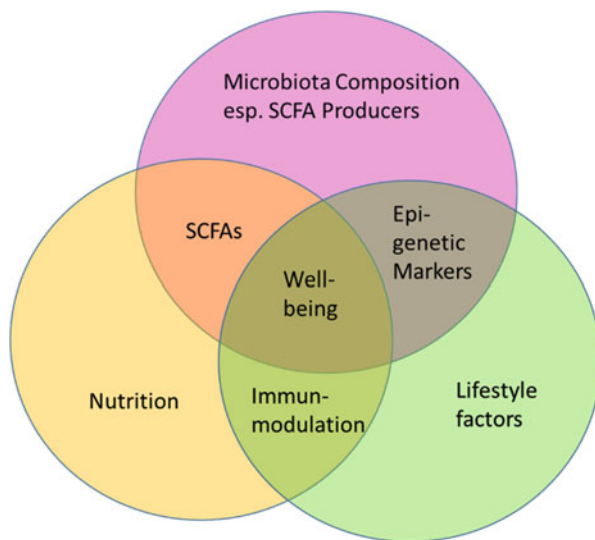 Microbiota Composition
esp. SCFA Producers
SCFAs
Epi-
genetic
Markers
Well-
being
Nutrition
Immun-
modulation
Lifestyle
factors